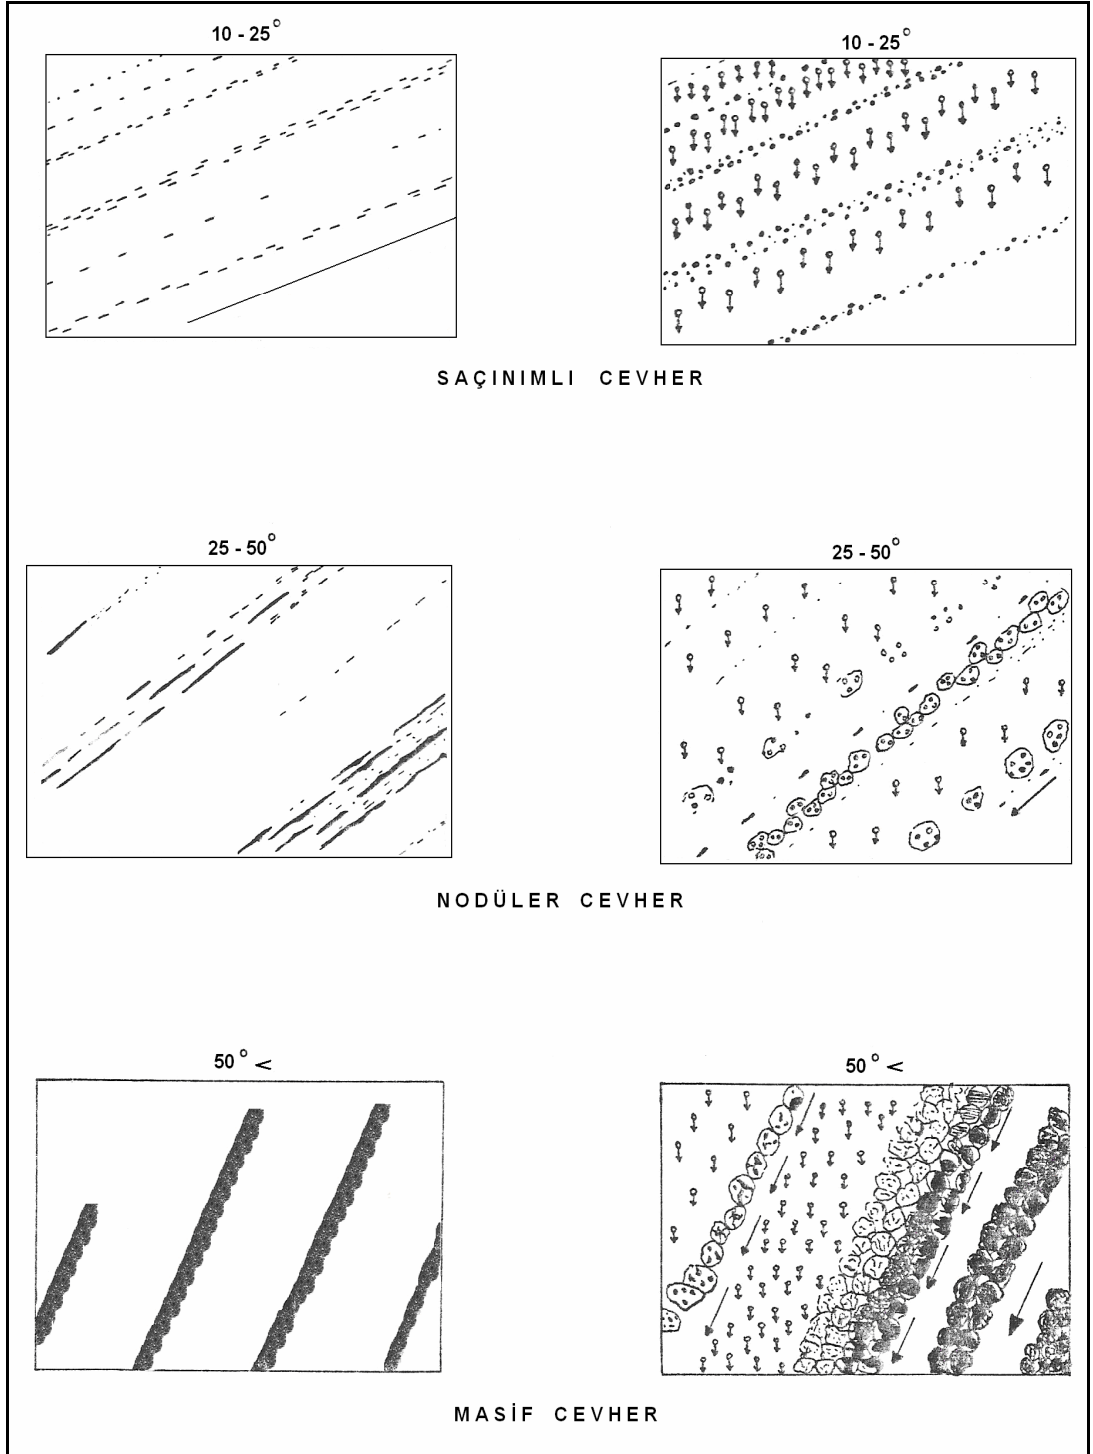 10 - 25°
10 - 25°
SAÇINIMLI CEVHER
25 - 50°
25 - 50°
NODÜLER CEVHER
50° <
50° <
MASİF CEVHER